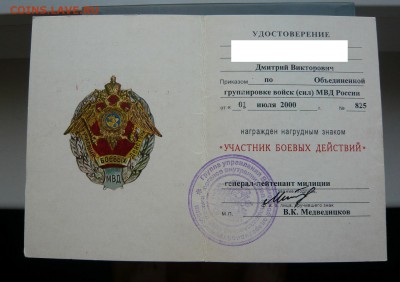 COINS.LAVE.RU
БОЕВЫХ
МВД
УДОСТОВЕРЕНИЕ
Дмитрий Викторович
Приказом по Объединенной
группировке войск (сил) МВД России
от « 01 июля 2000 г. № 825
награжден нагрудным знаком
"УЧАСТНИК БОЕВЫХ ДЕЙСТВИЙ"
генерал-лейтенант милиции
М.П.
В.К. Медведицков